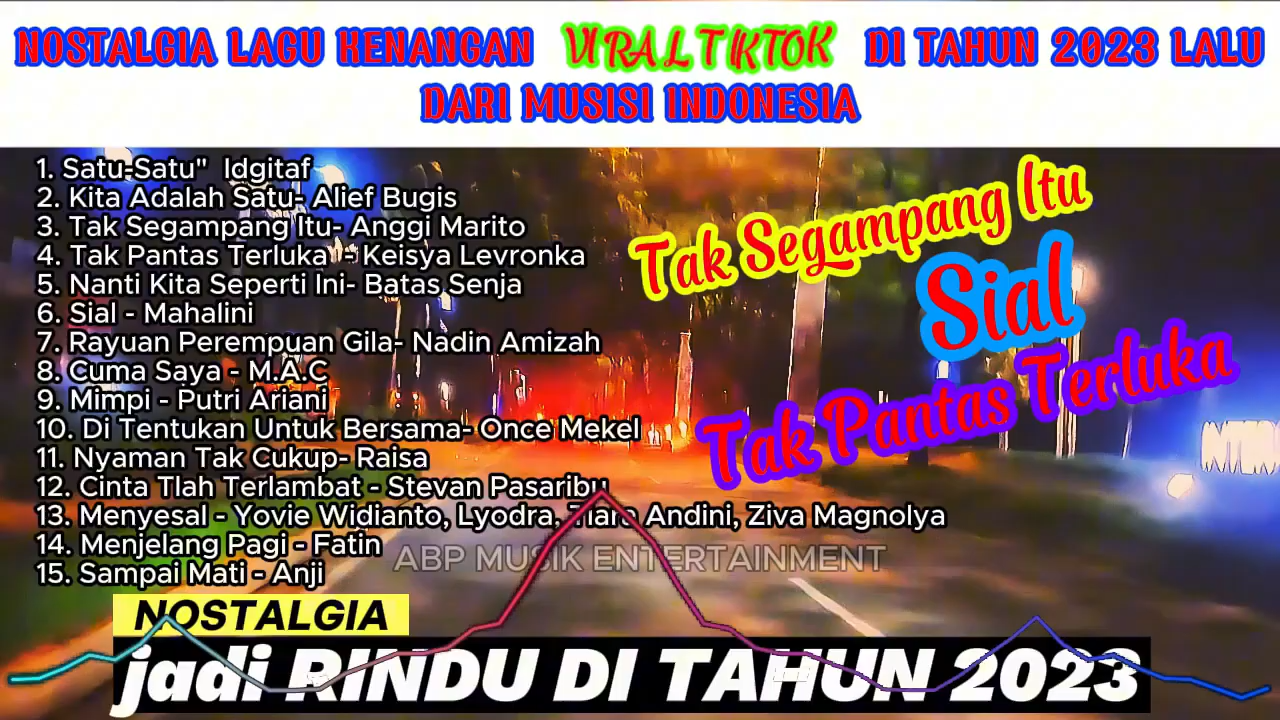 NOSTALGIA LAGU KENANGAN VIRAL TIKTOK DI TAHUN 2023 LALU
DARI MUSISI INDONESIA
1. Satu-Satu" Idgitaf
2. Kita Adalah Satu- Alief Bugis
3. Tak Segampang Itu- Anggi Marito
4. Tak Pantas Terluka" - Keisya Levronka
5. Nanti Kita Seperti Ini- Batas Senja
6. Sial - Mahalini
7. Rayuan Perempuan Gila- Nadin Amizah
8. Cuma Saya - M.A.C
9. Mimpi - Putri Ariani
10. Di Tentukan Untuk Bersama- Once Mekel
11. Nyaman Tak Cukup- Raisa
12. Cinta Tlah Terlambat - Stevan Pasaribu
13. Menyesal - Yovie Widianto, Lyodra, Tiara Andini, Ziva Magnolya
14. Menjelang Pagi - Fatin
15. Sampai Mati - Anji
Tak Segampang Itu
Sial
Tak Pantas Terluka
ABP MUSIK ENTERTAINMENT
NOSTALGIA
jadi RINDU DI TAHUN 2023